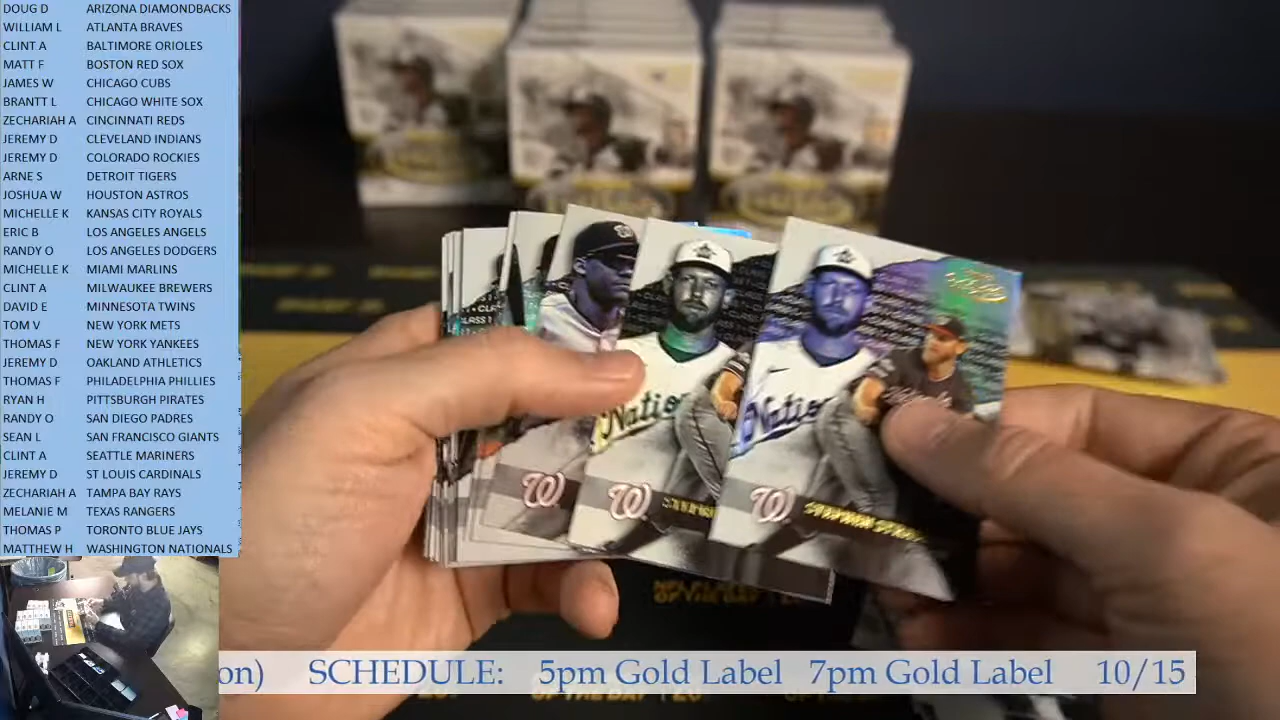 DOUG D ARIZONA DIAMONDBACKS
WILLIAM L ATLANTA BRAVES
CLINT A BALTIMORE ORIOLES
MATT F BOSTON RED SOX
JAMES W CHICAGO CUBS
BRANTT L CHICAGO WHITE SOX
ZECHARIAH A CINCINNATI REDS
JEREMY D CLEVELAND INDIANS
JEREMY D COLORADO ROCKIES
ARNE S DETROIT TIGERS
JOSHUA W HOUSTON ASTROS
MICHELLE K KANSAS CITY ROYALS
ERIC B LOS ANGELES ANGELS
RANDY O LOS ANGELES DODGERS
MICHELLE K MIAMI MARLINS
CLINT A MILWAUKEE BREWERS
DAVID E MINNESOTA TWINS
TOM V NEW YORK METS
THOMAS F NEW YORK YANKEES
JEREMY D OAKLAND ATHLETICS
THOMAS F PHILADELPHIA PHILLIES
RYAN H PITTSBURGH PIRATES
RANDY O SAN DIEGO PADRES
SEAN L SAN FRANCISCO GIANTS
CLINT A SEATTLE MARINERS
JEREMY D ST LOUIS CARDINALS
ZECHARIAH A TAMPA BAY RAYS
MELANIE M TEXAS RANGERS
THOMAS P TORONTO BLUE JAYS
MATTHEW H WASHINGTON NATIONALS
W
W
W
on) SCHEDULE: 5pm Gold Label 7pm Gold Label 10/15